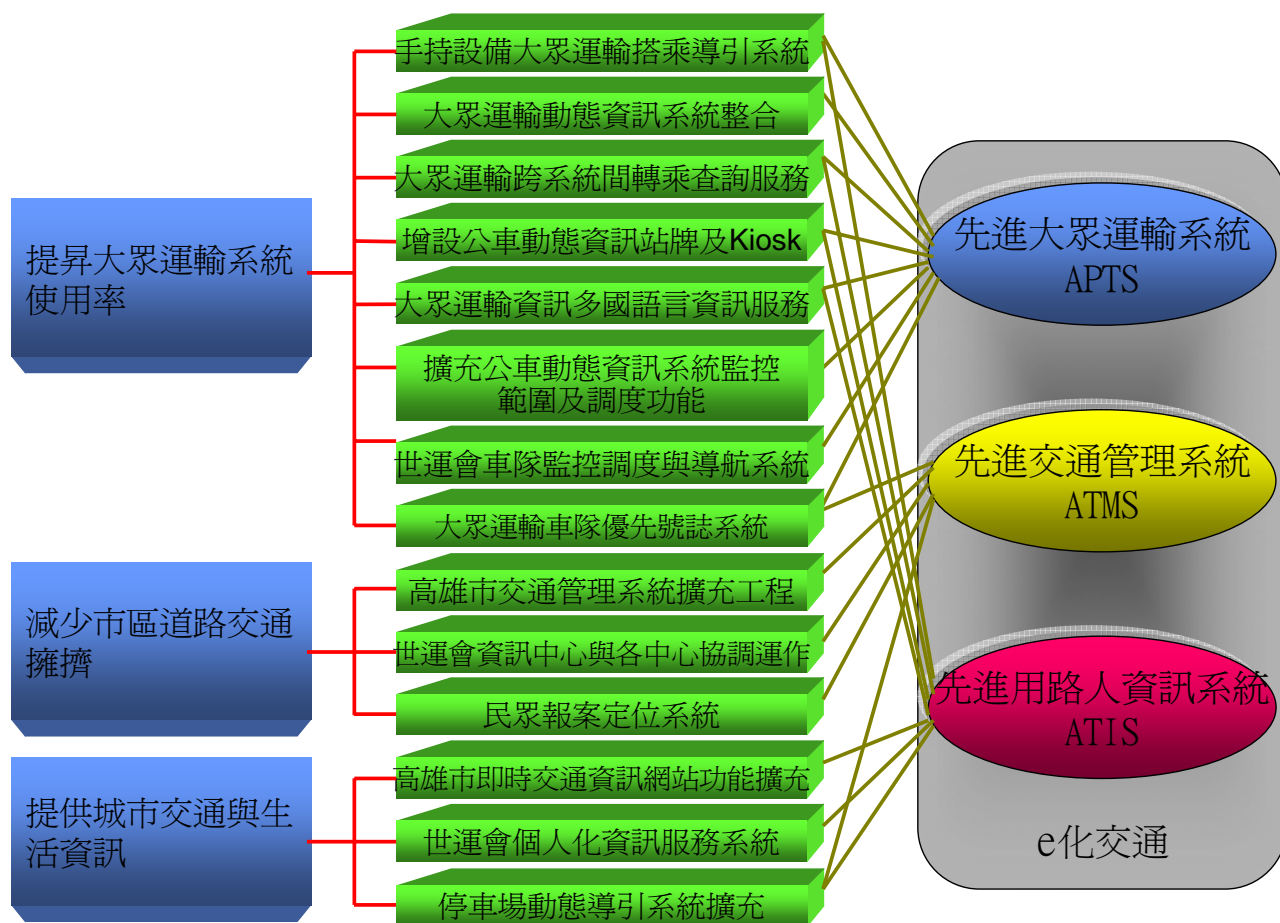 提昇大眾運輸系統
使用率
減少市區道路交通
擁擠
提供城市交通與生
活資訊
手持設備大眾運輸搭乘導引系統
大眾運輸動態資訊系統整合
大眾運輸跨系統間轉乘查詢服務
增設公車動態資訊站牌及Kiosk
大眾運輸資訊多國語言資訊服務
擴充公車動態資訊系統監控
範圍及調度功能
世運會車隊監控調度與導航系統
大眾運輸車隊優先號誌系統
高雄市交通管理系統擴充工程
世運會資訊中心與各中心協調運作
民眾報案定位系統
高雄市即時交通資訊網站功能擴充
世運會個人化資訊服務系統
停車場動態導引系統擴充
先進大眾運輸系統
APTS
先進交通管理系統
ATMS
先進用路人資訊系統
ATIS
e化交通